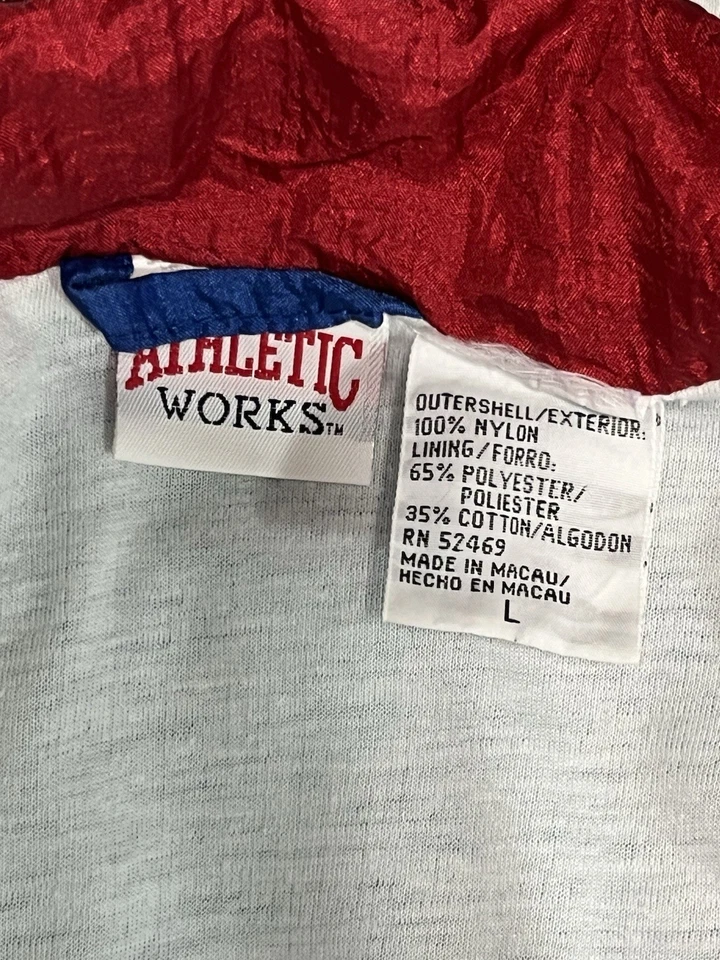 ATHLETIC
WORKS™
OUTERSHELL/EXTERIOR:
100% NYLON
LINING/FORRO:
65% POLYESTER/
POLIESTER
35% COTTON/ALGODON
RN 52469
MADE IN MACAU/
HECHO EN MACAU
L